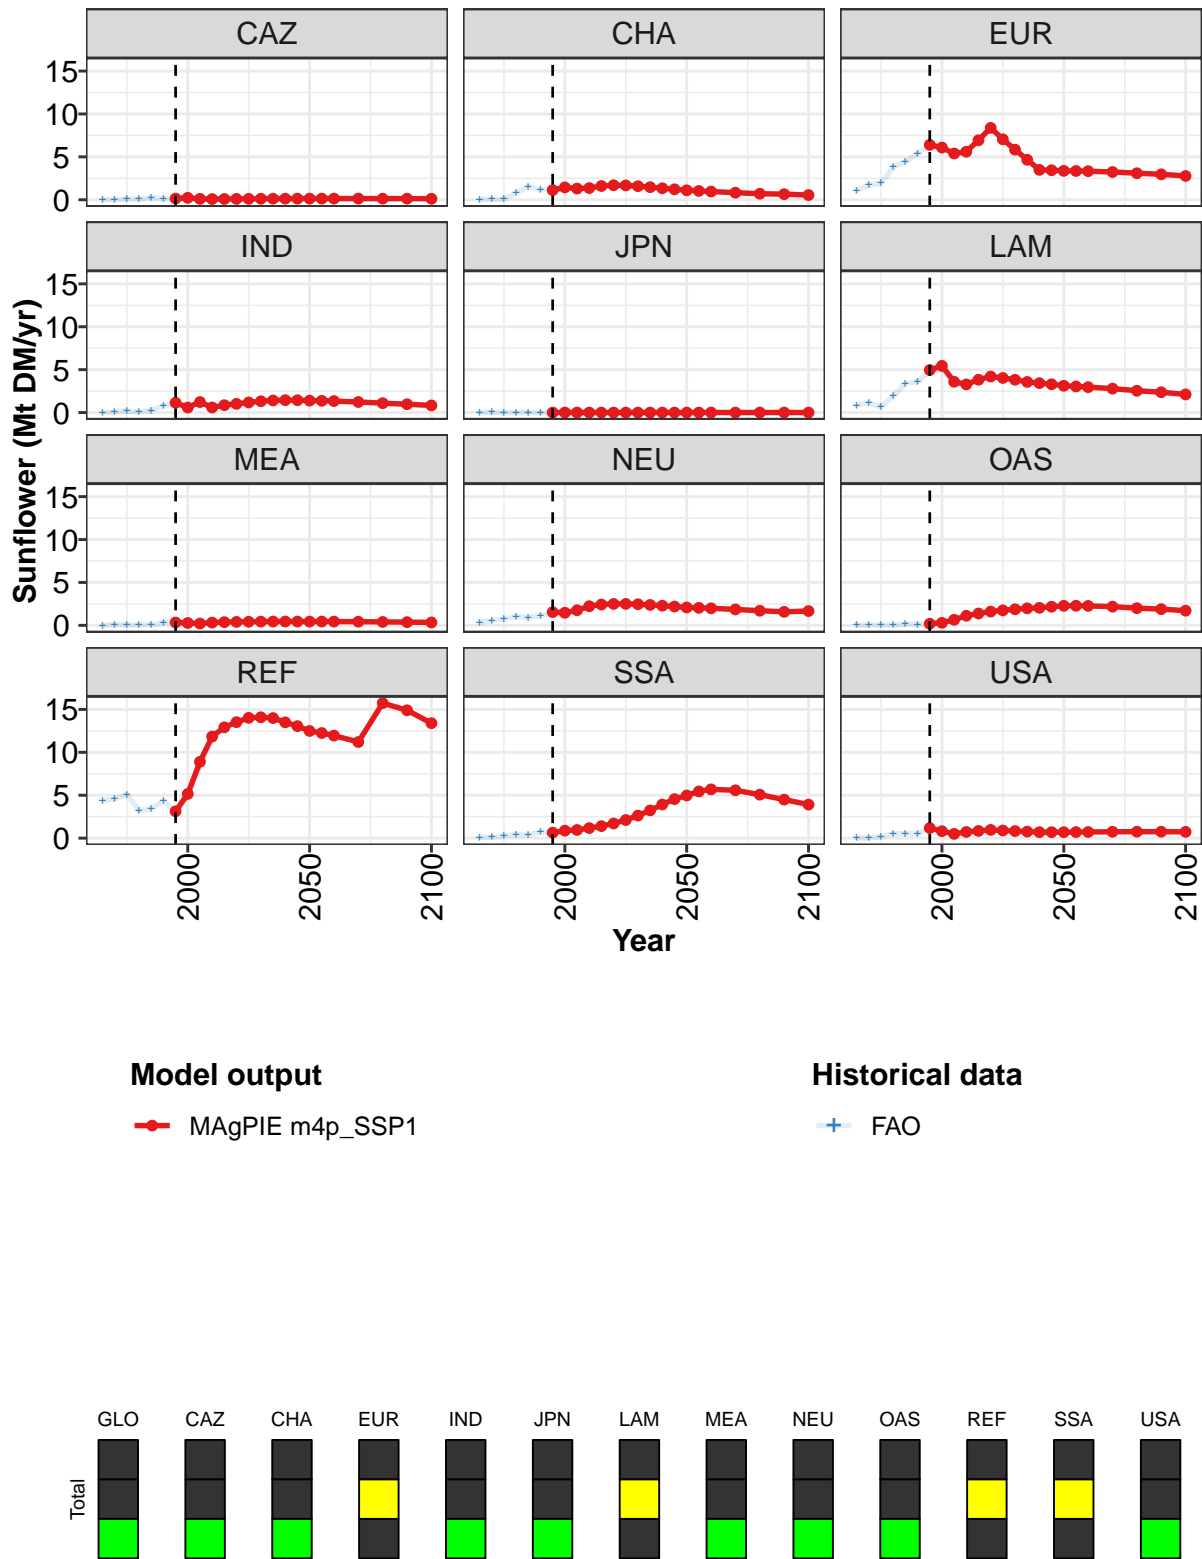 CAZ CHA EUR
15
10
5
0
IND JPN LAM
15
10
5
0
MEA NEU OAS
15
10
5
0
REF SSA USA
15
10
5
0
Sunflower (Mt DM/yr)
2000 2050 2100 2000 2050 2100 2000 2050 2100
Year
Model output Historical data
MAgPIE m4p_SSP1 FAO
GLO CAZ CHA EUR IND JPN LAM MEA NEU OAS REF SSA USA
Total